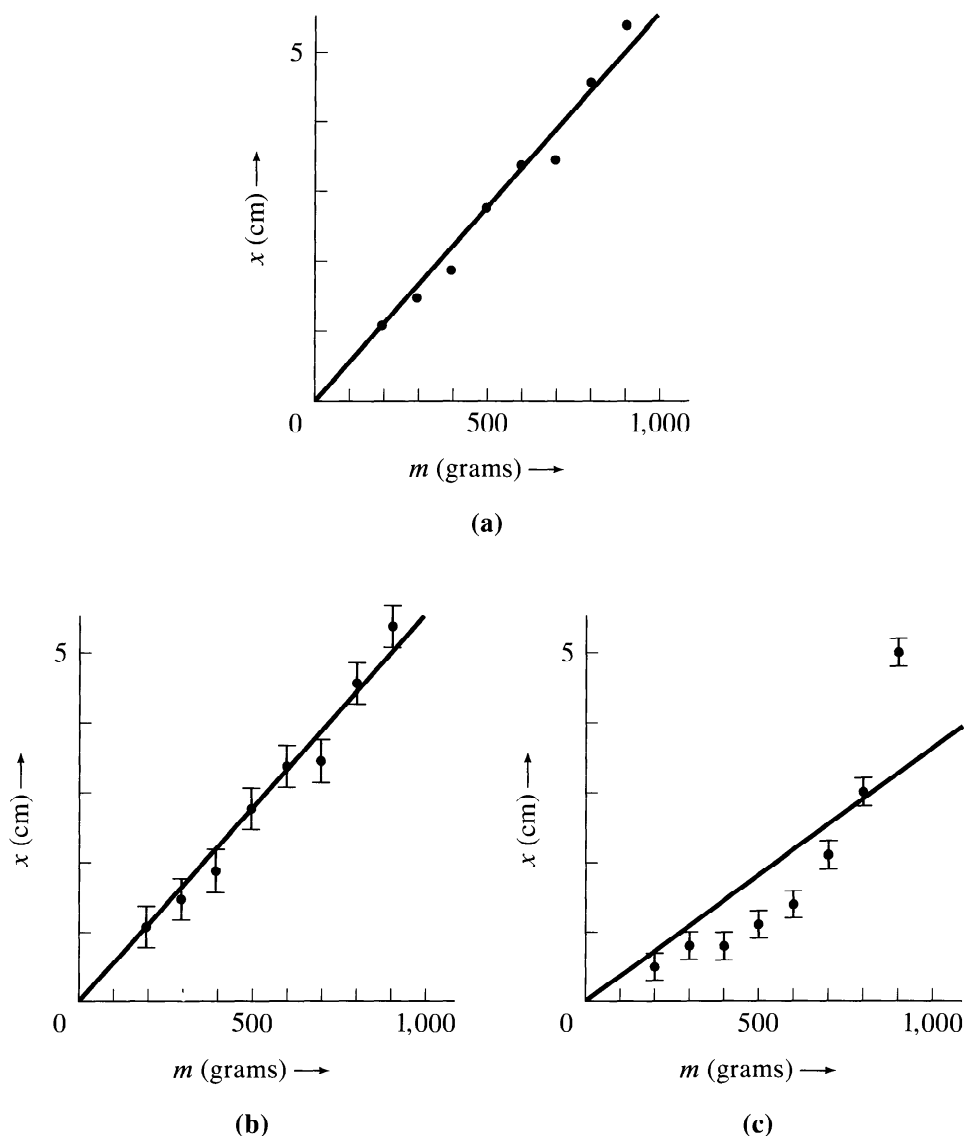 5
x (cm) →
0
500
1,000
m (grams) →
(a)
5
x (cm) →
0
500
1,000
m (grams) →
(b)
5
x (cm) →
0
500
1,000
m (grams) →
(c)